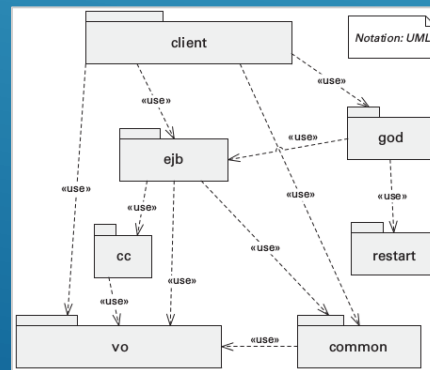 client
Notation: UML
«use»
«use»
god
«use»
ejb
«use»
«use»
«use»
«use»
«use»
«use»
cc
restart
«use»
«use»
vo
common